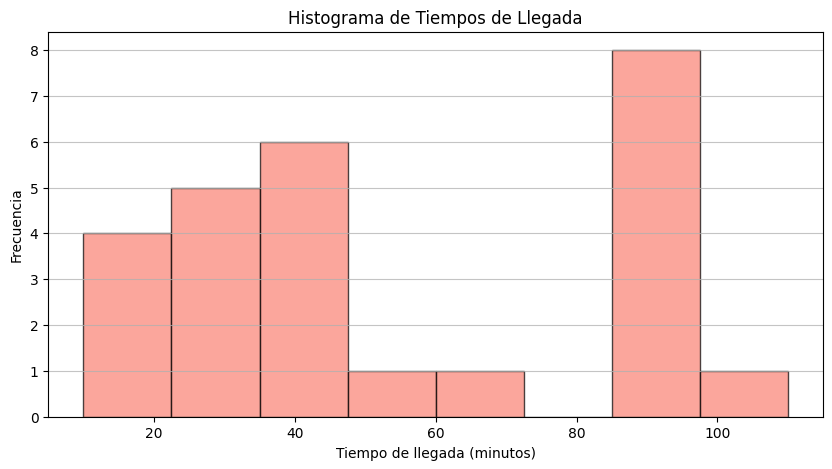 Histograma de Tiempos de Llegada
Frecuencia
8
7
6
5
4
3
2
1
0
20 40 60 80 100
Tiempo de llegada (minutos)